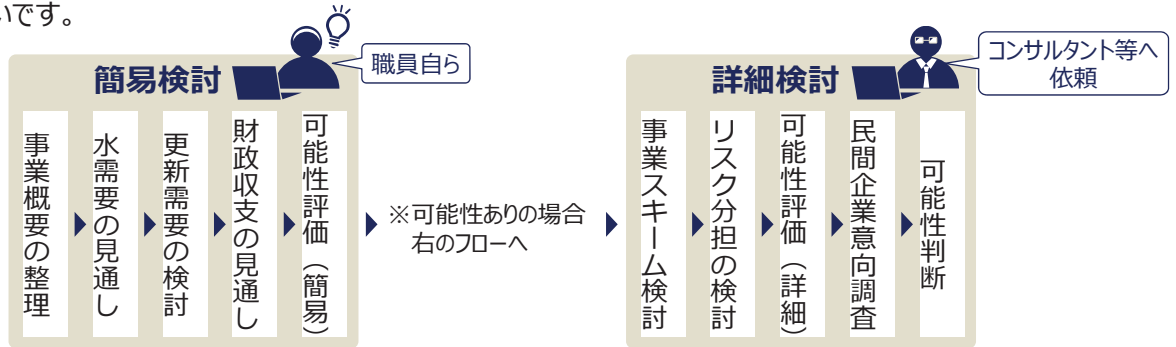 いです。
簡易検討
職員自ら
事業概要の整理
水需要の見通し
更新需要の検討
財政収支の見通し
可能性評価（簡易）
※可能性ありの場合
右のフローへ
詳細検討
コンサルタント等へ
依頼
事業スキーム検討
リスク分担の検討
可能性評価（詳細）
民間企業意向調査
可能性判断